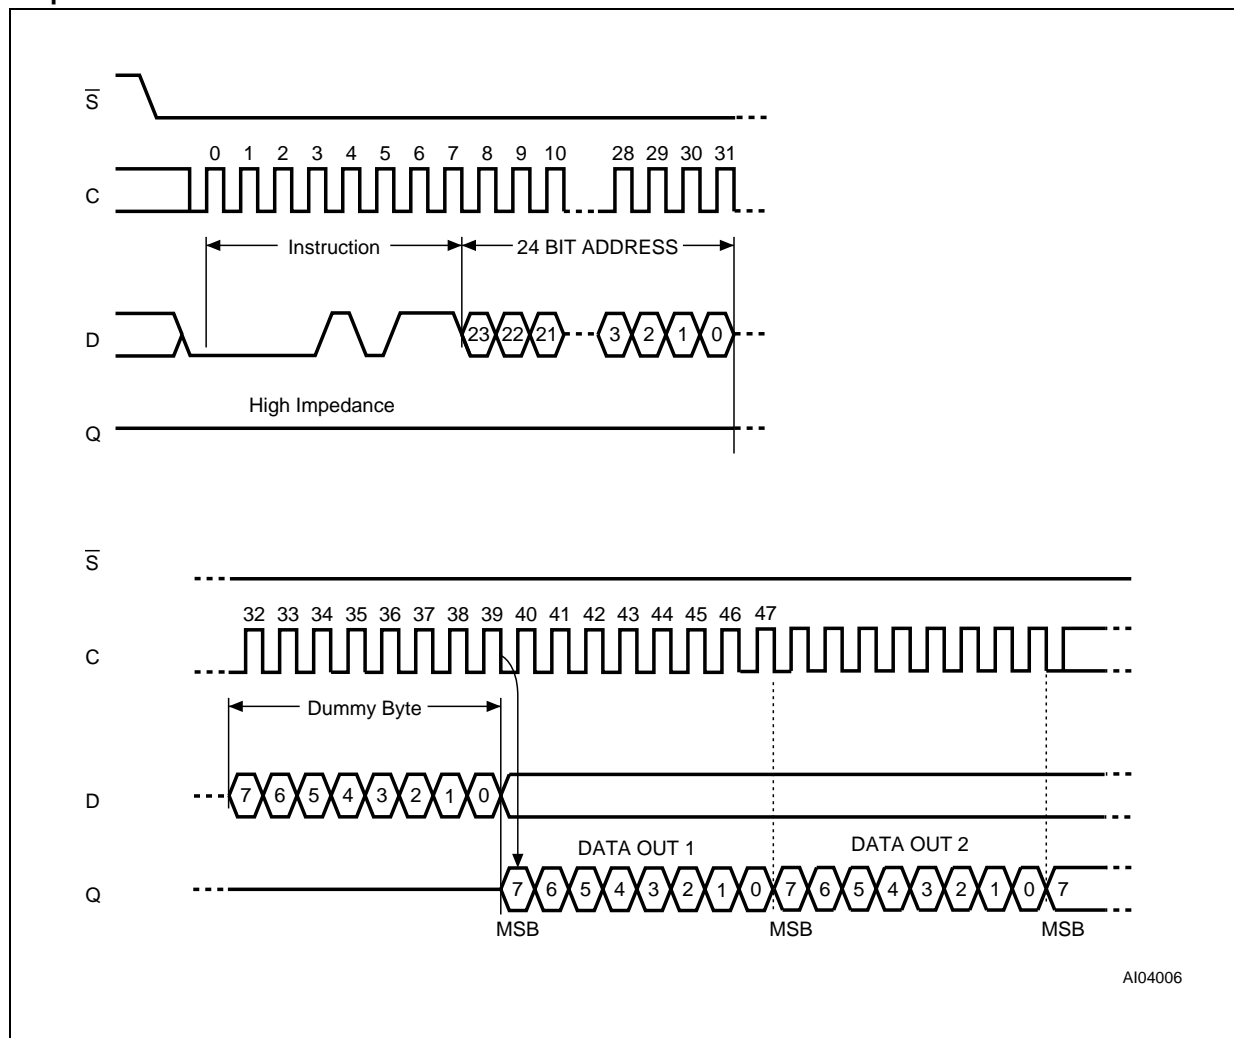 S
0 1 2 3 4 5 6 7 8 9 10 28 29 30 31
C
Instruction 24 BIT ADDRESS
D 23 22 21 3 2 1 0
High Impedance
Q
S
32 33 34 35 36 37 38 39 40 41 42 43 44 45 46 47
C
Dummy Byte
D 7 6 5 4 3 2 1 0
DATA OUT 1 DATA OUT 2
Q 7 6 5 4 3 2 1 0 7 6 5 4 3 2 1 0 7
MSB MSB MSB
AI04006